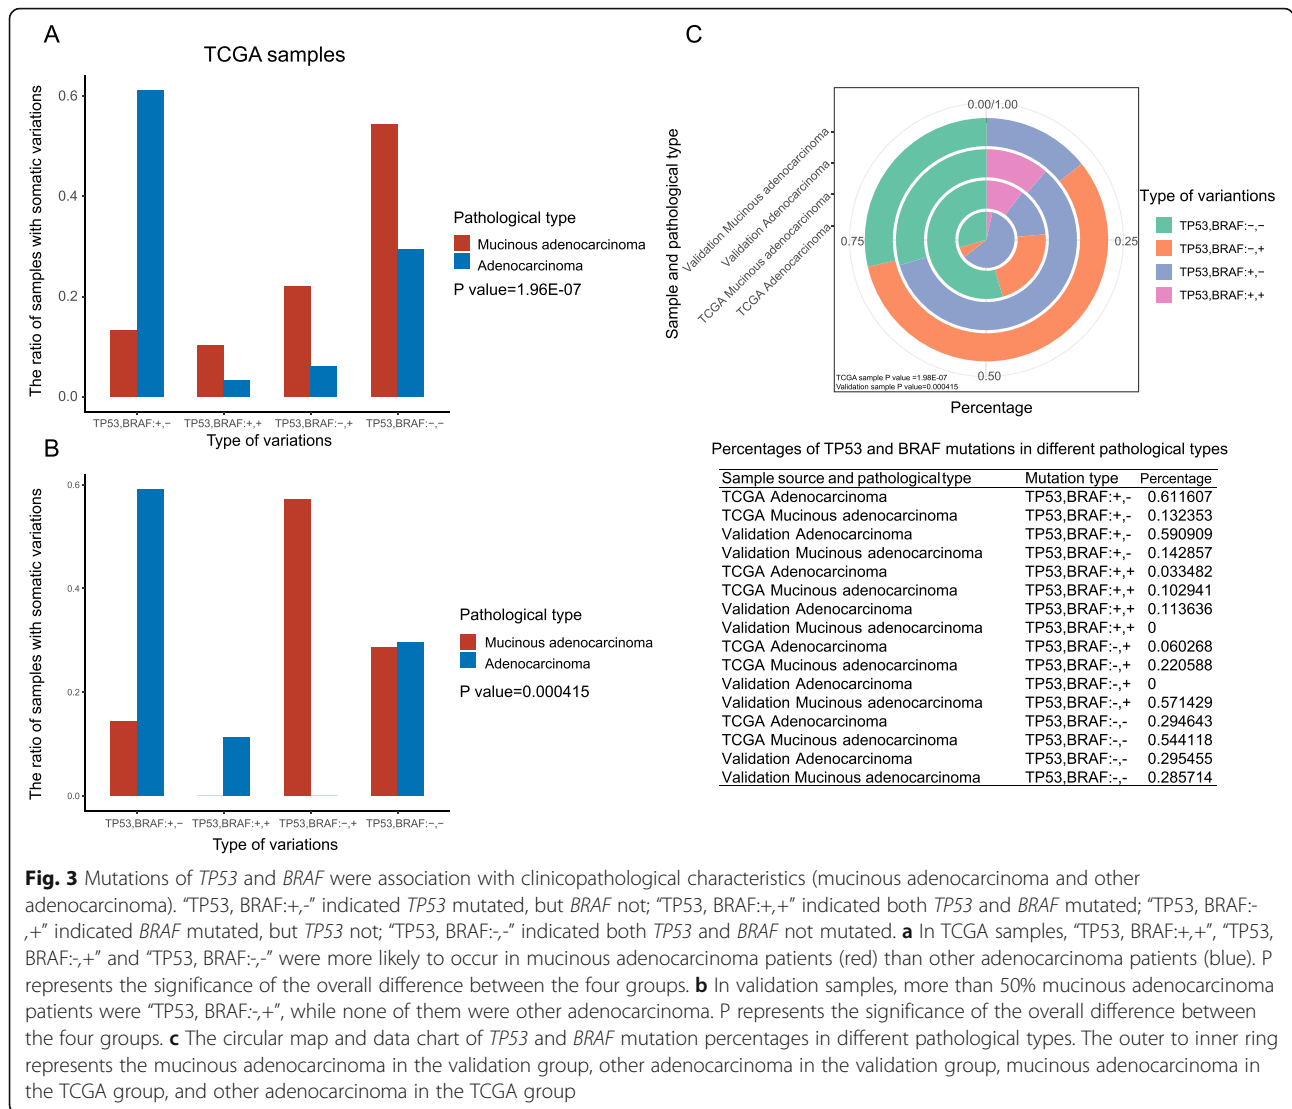 A
TCGA samples
The ratio of samples with somatic variations
0.6
0.4
0.2
0.0
TP53,BRAF:+,−
TP53,BRAF:+,+
TP53,BRAF:−,+
TP53,BRAF:−,−
Type of variations
Pathological type
Mucinous adenocarcinoma
Adenocarcinoma
P value=1.96E-07
B
The ratio of samples with somatic variations
0.6
0.4
0.2
0.0
TP53,BRAF:+,−
TP53,BRAF:+,+
TP53,BRAF:−,+
TP53,BRAF:−,−
Type of variations
Pathological type
Mucinous adenocarcinoma
Adenocarcinoma
P value=0.000415
C
Sample and pathological type
Validation Mucinous adenocarcinoma
Validation Adenocarcinoma
TCGA Mucinous adenocarcinoma
TCGA Adenocarcinoma
0.00/1.00
0.75
0.25
0.50
TCGA sample P value =1.98E-07
Validation sample P value=0.000415
Percentage
Type of variantions
TP53,BRAF:−,−
TP53,BRAF:−,+
TP53,BRAF:+,−
TP53,BRAF:+,+
Percentages of TP53 and BRAF mutations in different pathological types
Sample source and pathologicaltype Mutation type Percentage
TCGA Adenocarcinoma TP53,BRAF:+,- 0.611607
TCGA Mucinous adenocarcinoma TP53,BRAF:+,- 0.132353
Validation Adenocarcinoma TP53,BRAF:+,- 0.590909
Validation Mucinous adenocarcinoma TP53,BRAF:+,- 0.142857
TCGA Adenocarcinoma TP53,BRAF:+,+ 0.033482
TCGA Mucinous adenocarcinoma TP53,BRAF:+,+ 0.102941
Validation Adenocarcinoma TP53,BRAF:+,+ 0.113636
Validation Mucinous adenocarcinoma TP53,BRAF:+,+ 0
TCGA Adenocarcinoma TP53,BRAF:-,+ 0.060268
TCGA Mucinous adenocarcinoma TP53,BRAF:-,+ 0.220588
Validation Adenocarcinoma TP53,BRAF:-,+ 0
Validation Mucinous adenocarcinoma TP53,BRAF:-,+ 0.571429
TCGA Adenocarcinoma TP53,BRAF:-,- 0.294643
TCGA Mucinous adenocarcinoma TP53,BRAF:-,- 0.544118
Validation Adenocarcinoma TP53,BRAF:-,- 0.295455
Validation Mucinous adenocarcinoma TP53,BRAF:-,- 0.285714
Fig. 3 Mutations of TP53 and BRAF were association with clinicopathological characteristics (mucinous adenocarcinoma and other
adenocarcinoma). “TP53, BRAF:+,-” indicated TP53 mutated, but BRAF not; “TP53, BRAF:+,+” indicated both TP53 and BRAF mutated; “TP53, BRAF:-
,+” indicated BRAF mutated, but TP53 not; “TP53, BRAF:-,-” indicated both TP53 and BRAF not mutated. a In TCGA samples, “TP53, BRAF:+,+”, “TP53,
BRAF:-,+” and “TP53, BRAF:-,-” were more likely to occur in mucinous adenocarcinoma patients (red) than other adenocarcinoma patients (blue). P
represents the significance of the overall difference between the four groups. b In validation samples, more than 50% mucinous adenocarcinoma
patients were “TP53, BRAF:-,+”, while none of them were other adenocarcinoma. P represents the significance of the overall difference between
the four groups. c The circular map and data chart of TP53 and BRAF mutation percentages in different pathological types. The outer to inner ring
represents the mucinous adenocarcinoma in the validation group, other adenocarcinoma in the validation group, mucinous adenocarcinoma in
the TCGA group, and other adenocarcinoma in the TCGA group